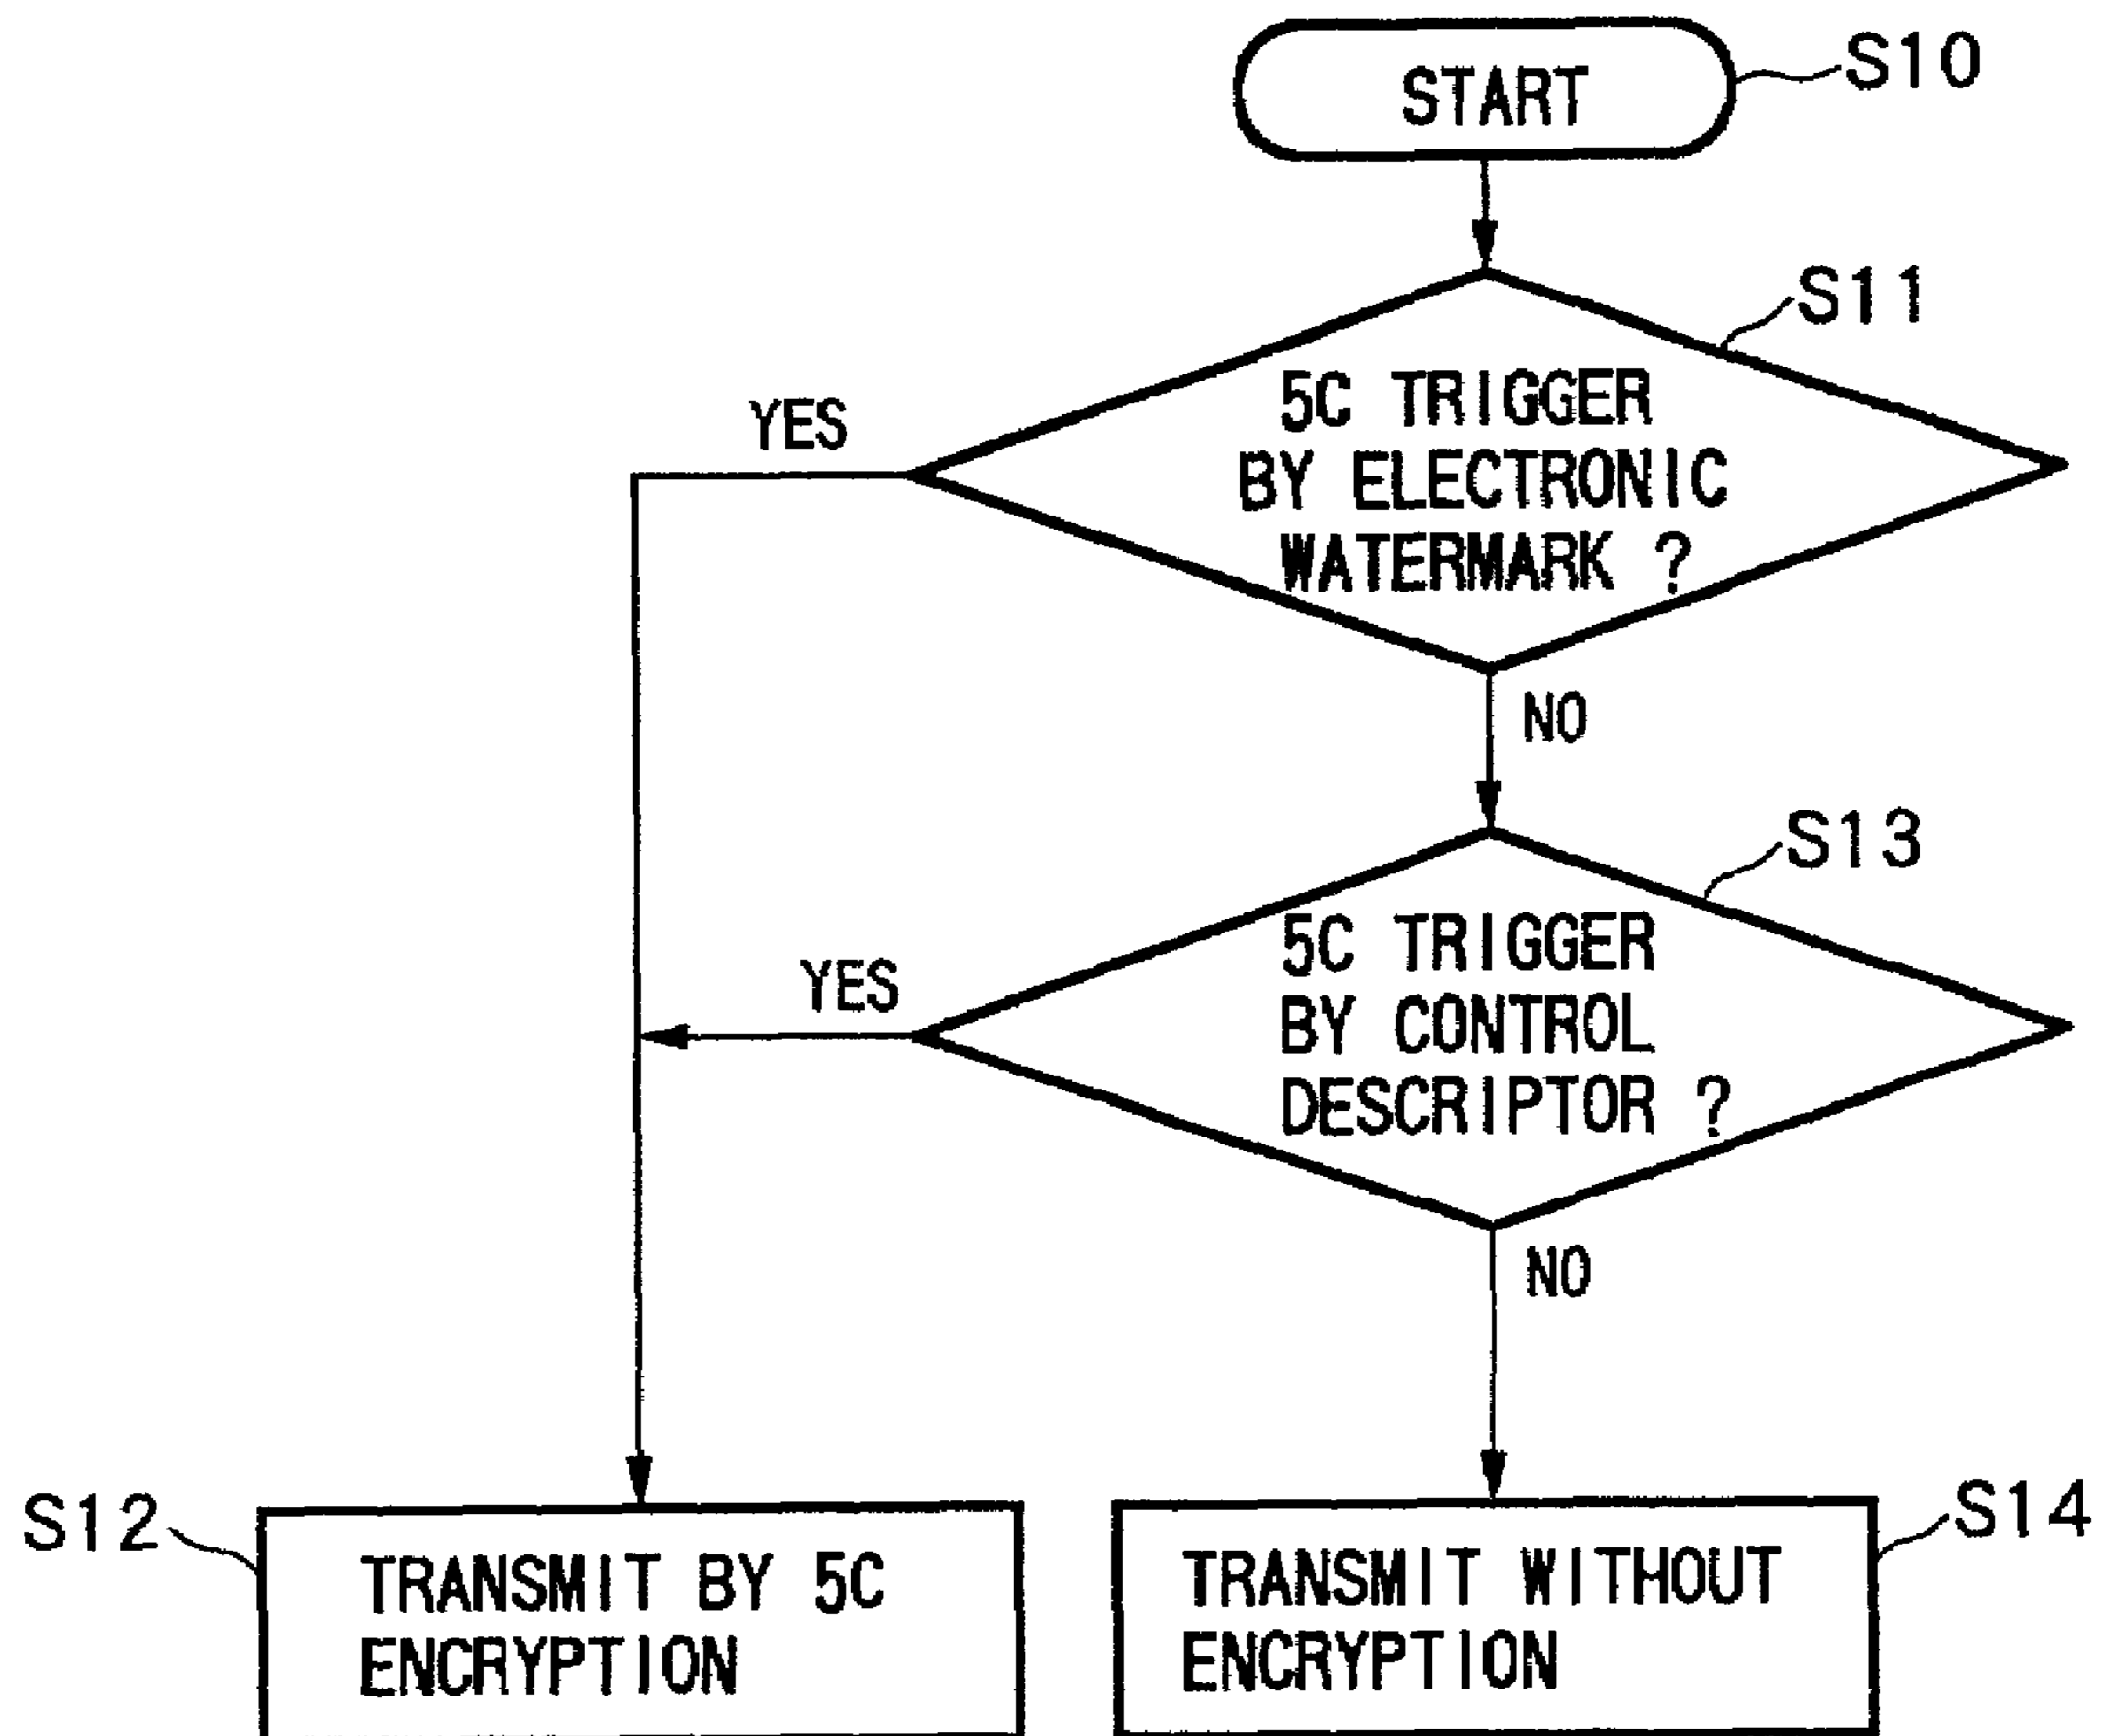 START
S10
S11
5C TRIGGER
BY ELECTRONIC
WATERMARK ?
YES
NO
S13
5C TRIGGER
BY CONTROL
DESCRIPTOR ?
YES
NO
S12
TRANSMIT BY 5C
ENCRYPTION
TRANSMIT WITHOUT
ENCRYPTION
S14